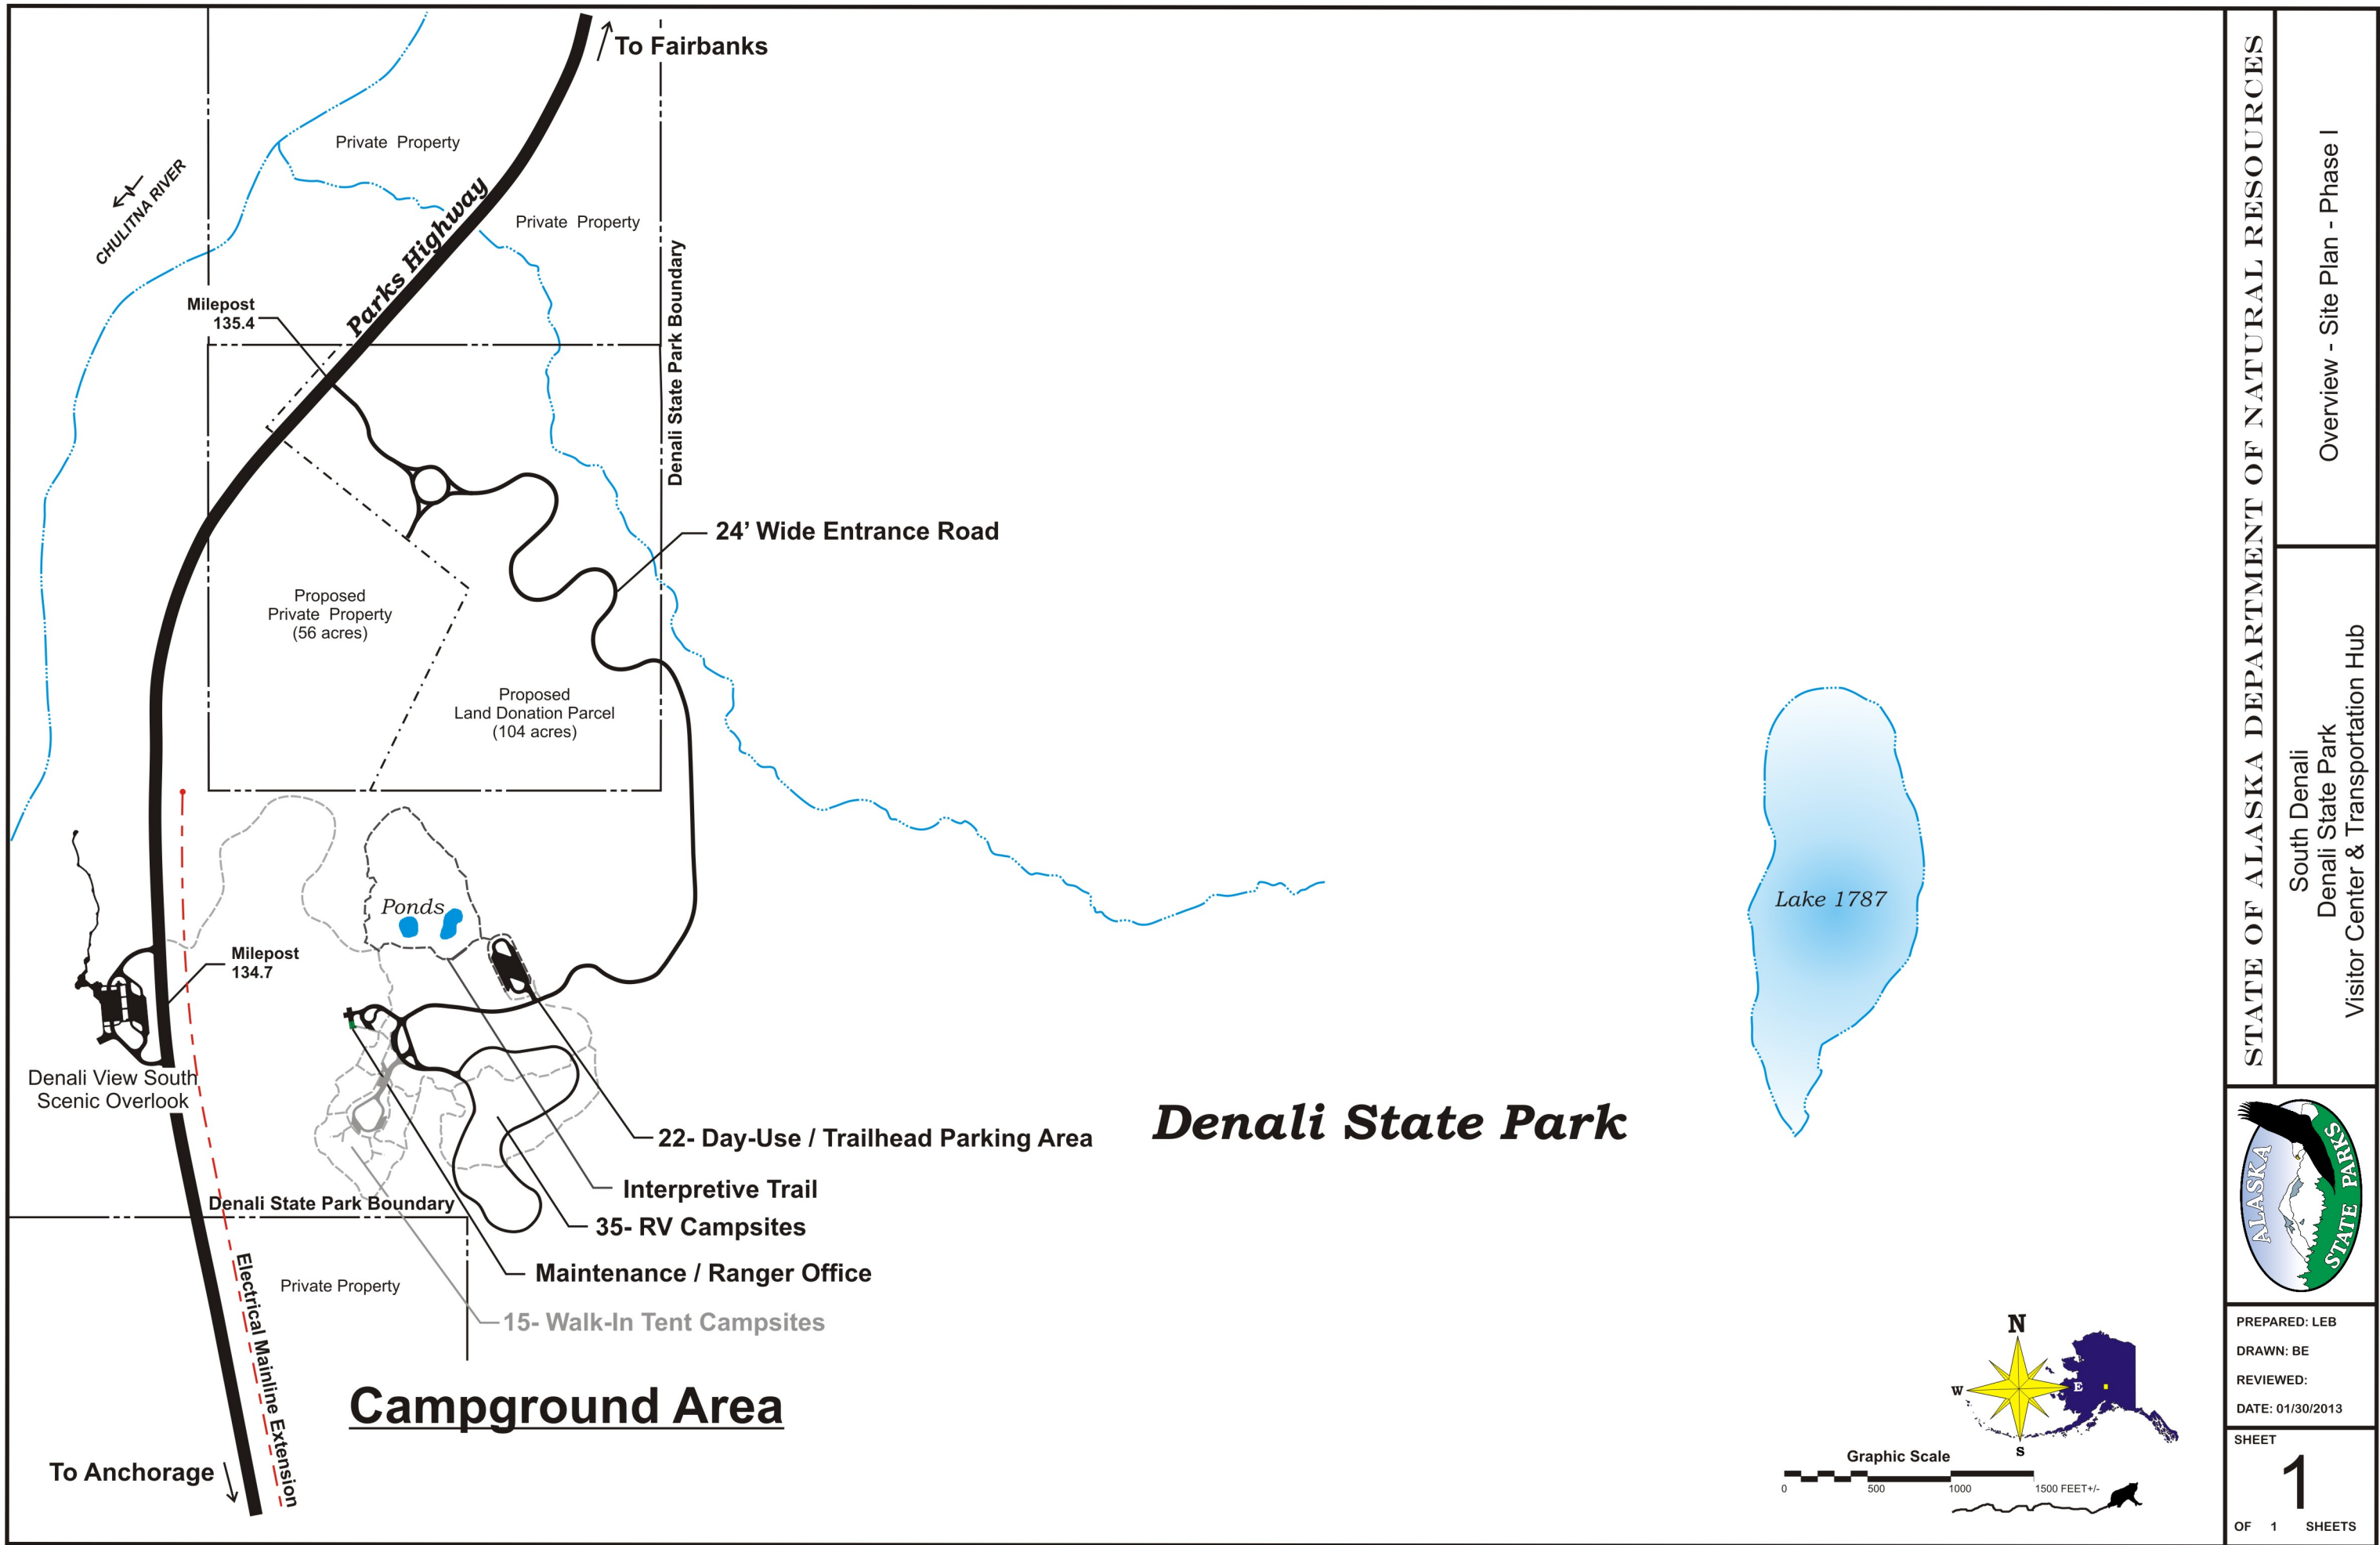 To Fairbanks
Private Property
CHULITNA RIVER
Parks Highway
Private Property
Milepost
135.4
Denali State Park Boundary
24’ Wide Entrance Road
Proposed
Private Property
(56 acres)
Proposed
Land Donation Parcel
(104 acres)
Ponds
Lake 1787
Milepost
134.7
Denali View South
Scenic Overlook
Denali State Park
22- Day-Use / Trailhead Parking Area
Interpretive Trail
Denali State Park Boundary
35- RV Campsites
Maintenance / Ranger Office
Private Property
15- Walk-In Tent Campsites
Electrical Mainline Extension
Campground Area
To Anchorage
N
W
E
S
Graphic Scale
0 500 1000 1500 FEET+/-
STATE OF ALASKA DEPARTMENT OF NATURAL RESOURCES
Overview - Site Plan - Phase I
South Denali
Denali State Park
Visitor Center & Transportation Hub
ALASKA
STATE PARKS
PREPARED: LEB
DRAWN: BE
REVIEWED:
DATE: 01/30/2013
SHEET
1
OF 1 SHEETS